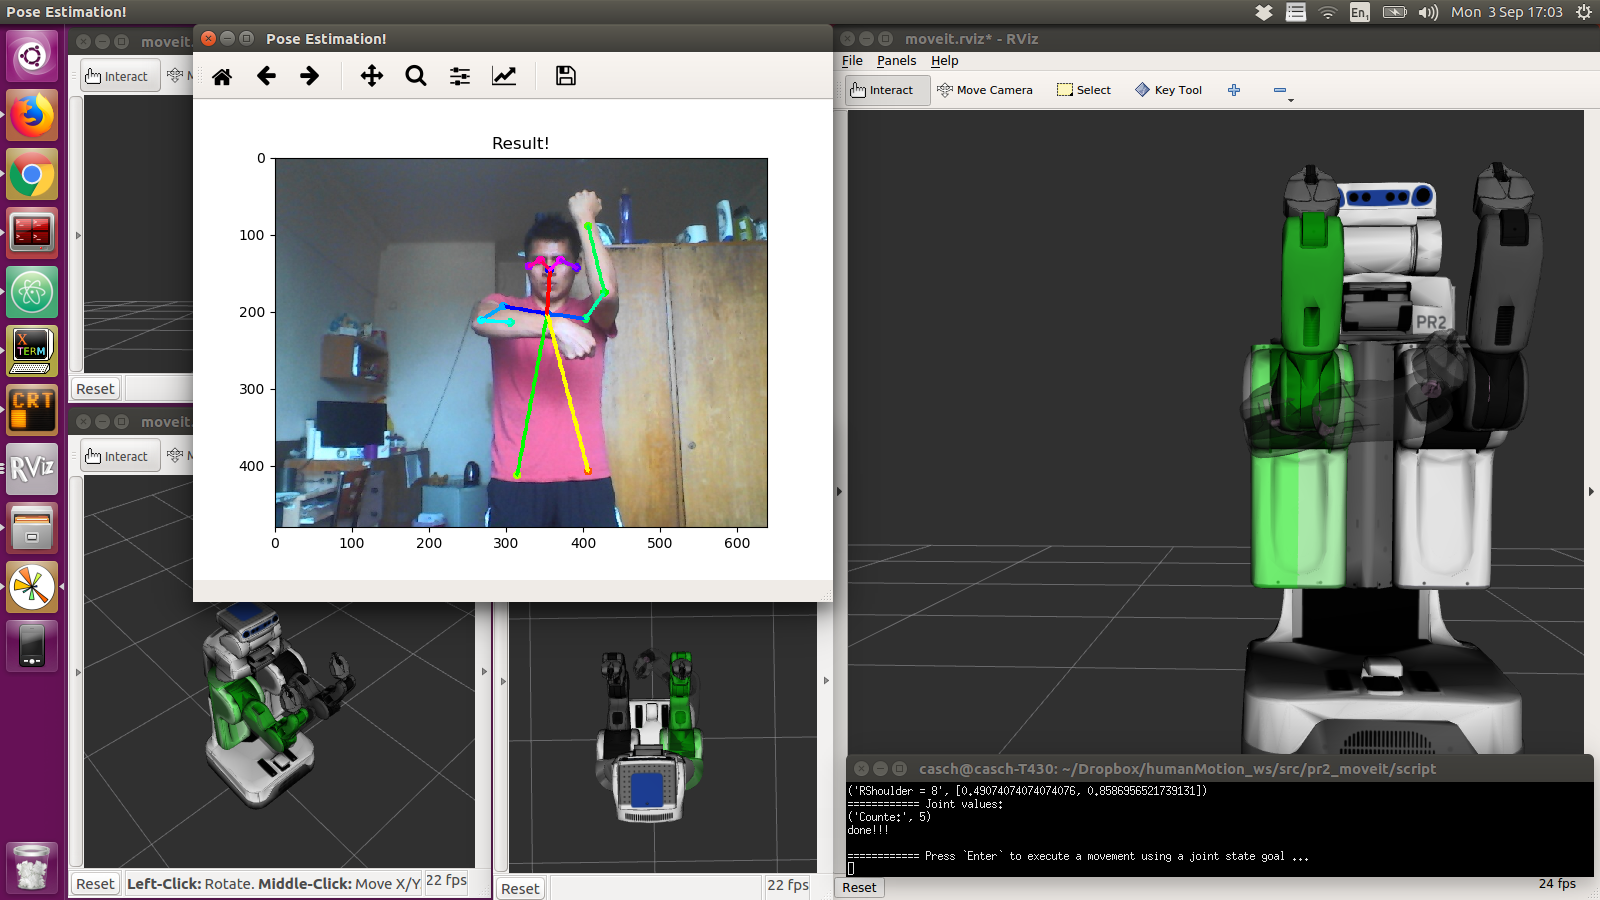 Pose Estimation!
En1
Mon 3 Sep 17:03
moveit.
Pose Estimation!
moveit.rviz* - RViz
File Panels Help
Interact
Interact Move Camera Select Key Tool
Result!
0
100
200
300
400
0 100 200 300 400 500 600
X
TERM
CRT
RViz
PR2
Reset
moveit.
Interact
casch@casch-T430: ~/Dropbox/humanMotion_ws/src/pr2_moveit/script
('RShoulder = 8', [0.49074074074074076, 0.8586956521739131])
============ Joint values:
('Counte:', 5)
done!!!
============ Press `Enter` to execute a movement using a joint state goal ...
Reset Left-Click: Rotate. Middle-Click: Move X/Y 22 fps
Reset 22 fps
Reset 24 fps